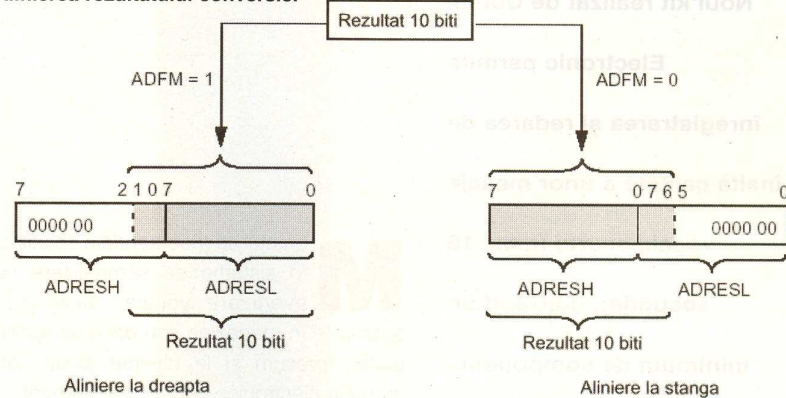 Rezultat 10 biti
ADFM = 1
ADFM = 0
7 2 1 0 7 0
7 0 7 6 5 0
0000 00
0000 00
ADRESH ADRESL
ADRESH ADRESL
Rezultat 10 biti
Rezultat 10 biti
Aliniere la dreapta
Aliniere la stanga